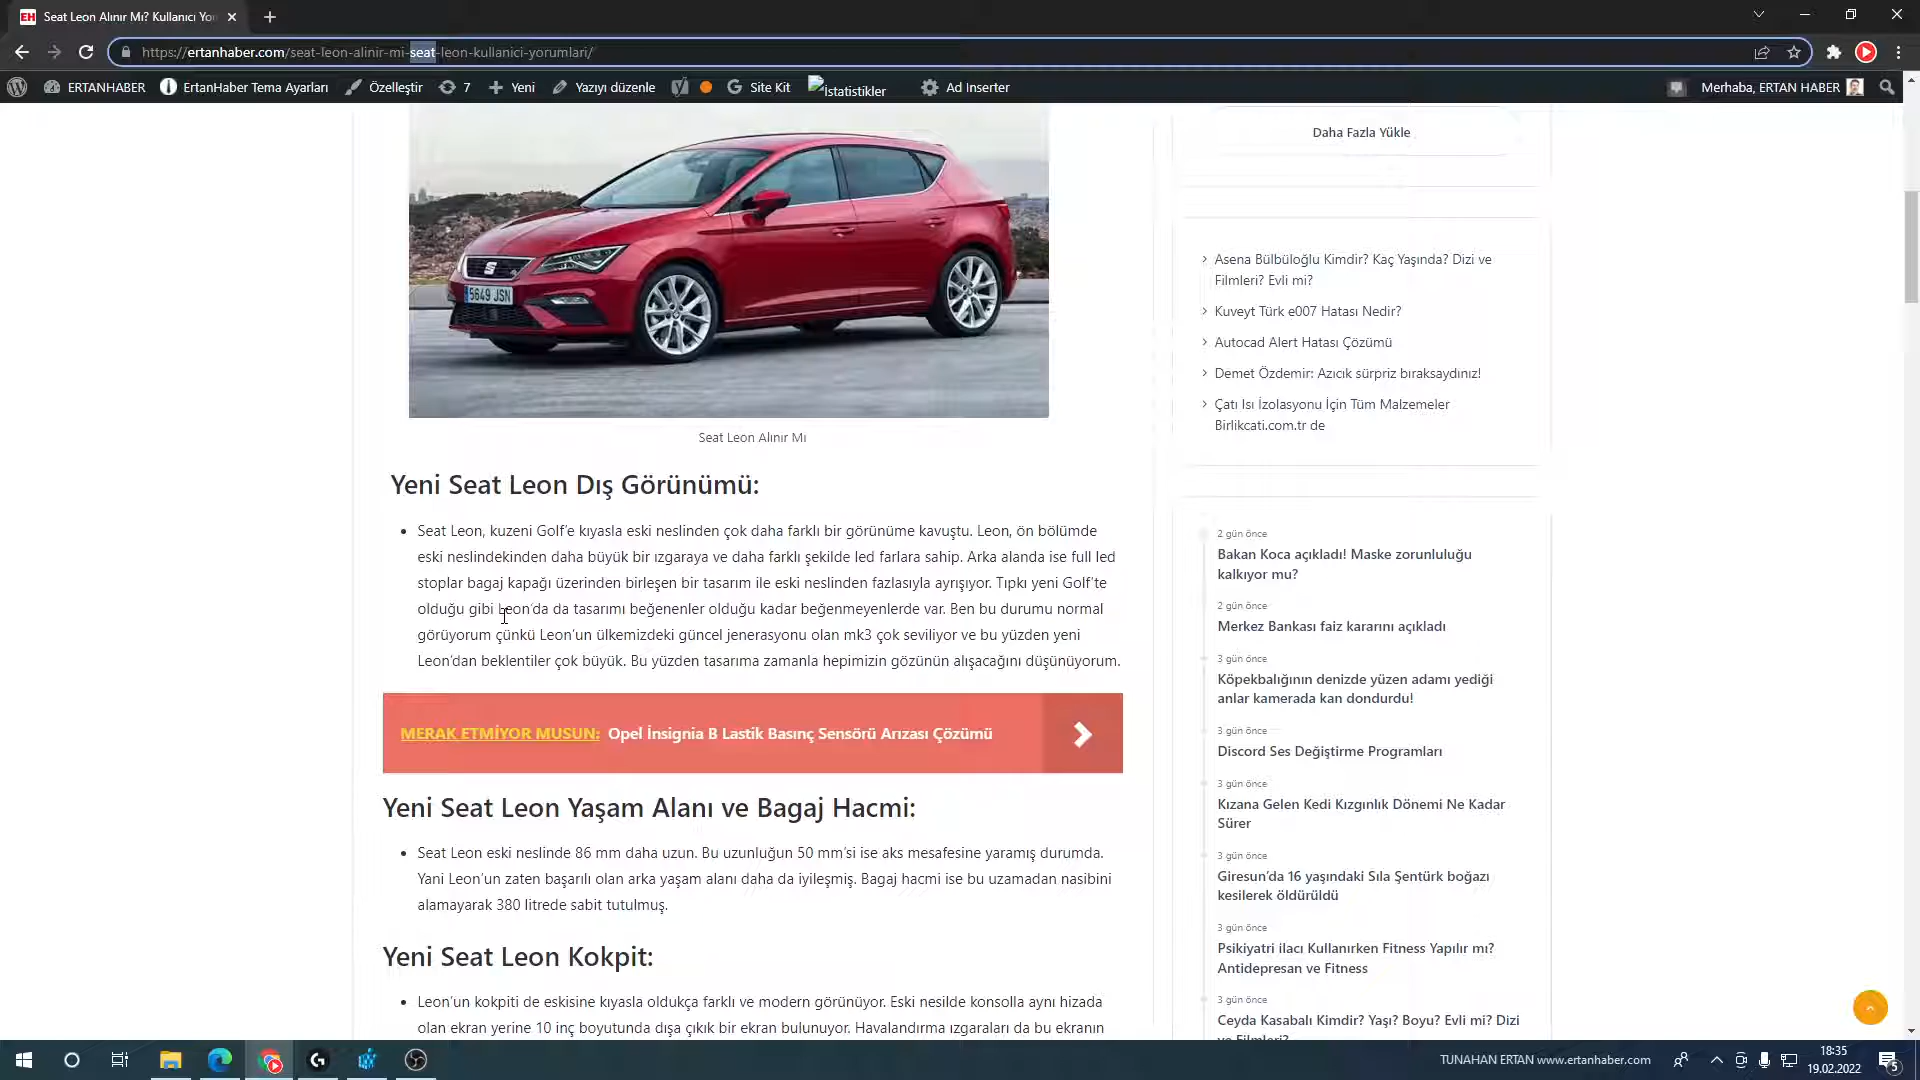 EH Seat Leon Alınır Mı? Kullanıcı Yor
https://ertanhaber.com/seat-leon-alinir-mi-seat-leon-kullanici-yorumlari/
ERTANHABER ErtanHaber Tema Ayarları Özelleştir 7 Yeni Yazıyı düzenle Site Kit İstatistikler Ad Inserter Merhaba, ERTAN HABER
5649 JSN
Seat Leon Alınır Mı
Yeni Seat Leon Dış Görünümü:
Seat Leon, kuzeni Golf’e kıyasla eski neslinden çok daha farklı bir görünüme kavuştu. Leon, ön bölümde
eski neslindekinden daha büyük bir ızgaraya ve daha farklı şekilde led farlara sahip. Arka alanda ise full led
stoplar bagaj kapağı üzerinden birleşen bir tasarım ile eski neslinden fazlasıyla ayrışıyor. Tıpkı yeni Golf’te
olduğu gibi Leon’da da tasarımı beğenenler olduğu kadar beğenmeyenlerde var. Ben bu durumu normal
görüyorum çünkü Leon’un ülkemizdeki güncel jenerasyonu olan mk3 çok seviliyor ve bu yüzden yeni
Leon’dan beklentiler çok büyük. Bu yüzden tasarıma zamanla hepimizin gözünün alışacağını düşünüyorum.
MERAK ETMİYOR MUSUN: Opel İnsignia B Lastik Basınç Sensörü Arızası Çözümü
Yeni Seat Leon Yaşam Alanı ve Bagaj Hacmi:
Seat Leon eski neslinde 86 mm daha uzun. Bu uzunluğun 50 mm’si ise aks mesafesine yaramış durumda.
Yani Leon’un zaten başarılı olan arka yaşam alanı daha da iyileşmiş. Bagaj hacmi ise bu uzamadan nasibini
alamayarak 380 litrede sabit tutulmuş.
Yeni Seat Leon Kokpit:
Leon’un kokpiti de eskisine kıyasla oldukça farklı ve modern görünüyor. Eski nesilde konsolla aynı hizada
olan ekran yerine 10 inç boyutunda dışa çıkık bir ekran bulunuyor. Havalandırma ızgaraları da bu ekranın
Daha Fazla Yükle
Asena Bülbüloğlu Kimdir? Kaç Yaşında? Dizi ve
Filmleri? Evli mi?
Kuveyt Türk e007 Hatası Nedir?
Autocad Alert Hatası Çözümü
Demet Özdemir: Azıcık sürpriz bıraksaydınız!
Çatı Isı İzolasyonu İçin Tüm Malzemeler
Birlikcati.com.tr de
2 gün önce
Bakan Koca açıkladı! Maske zorunluluğu
kalkıyor mu?
2 gün önce
Merkez Bankası faiz kararını açıkladı
3 gün önce
Köpekbalığının denizde yüzen adamı yediği
anlar kamerada kan dondurdu!
3 gün önce
Discord Ses Değiştirme Programları
3 gün önce
Kızana Gelen Kedi Kızgınlık Dönemi Ne Kadar
Sürer
3 gün önce
Giresun’da 16 yaşındaki Sıla Şentürk boğazı
kesilerek öldürüldü
3 gün önce
Psikiyatri ilacı Kullanırken Fitness Yapılır mı?
Antidepresan ve Fitness
3 gün önce
Ceyda Kasabalı Kimdir? Yaşı? Boyu? Evli mi? Dizi
ve Filmleri?
TUNAHAN ERTAN www.ertanhaber.com
18:35
19.02.2022
5